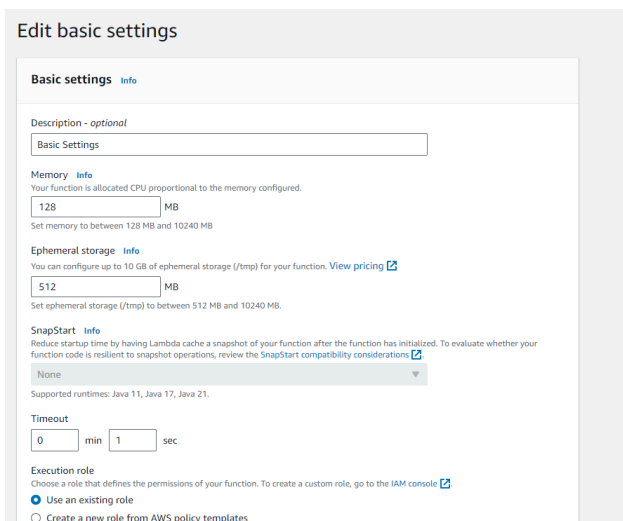 Edit basic settings
Basic settings Info
Description - optional
Basic Settings
Memory Info
Your function is allocated CPU proportional to the memory configured.
128 MB
Set memory to between 128 MB and 10240 MB
Ephemeral storage Info
You can configure up to 10 GB of ephemeral storage (/tmp) for your function. View pricing
512 MB
Set ephemeral storage (/tmp) to between 512 MB and 10240 MB.
SnapStart Info
Reduce startup time by having Lambda cache a snapshot of your function after the function has initialized. To evaluate whether your
function code is resilient to snapshot operations, review the SnapStart compatibility considerations.
None
Supported runtimes: Java 11, Java 17, Java 21.
Timeout
0 min 1 sec
Execution role
Choose a role that defines the permissions of your function. To create a custom role, go to the IAM console.
Use an existing role
Create a new role from AWS policy templates